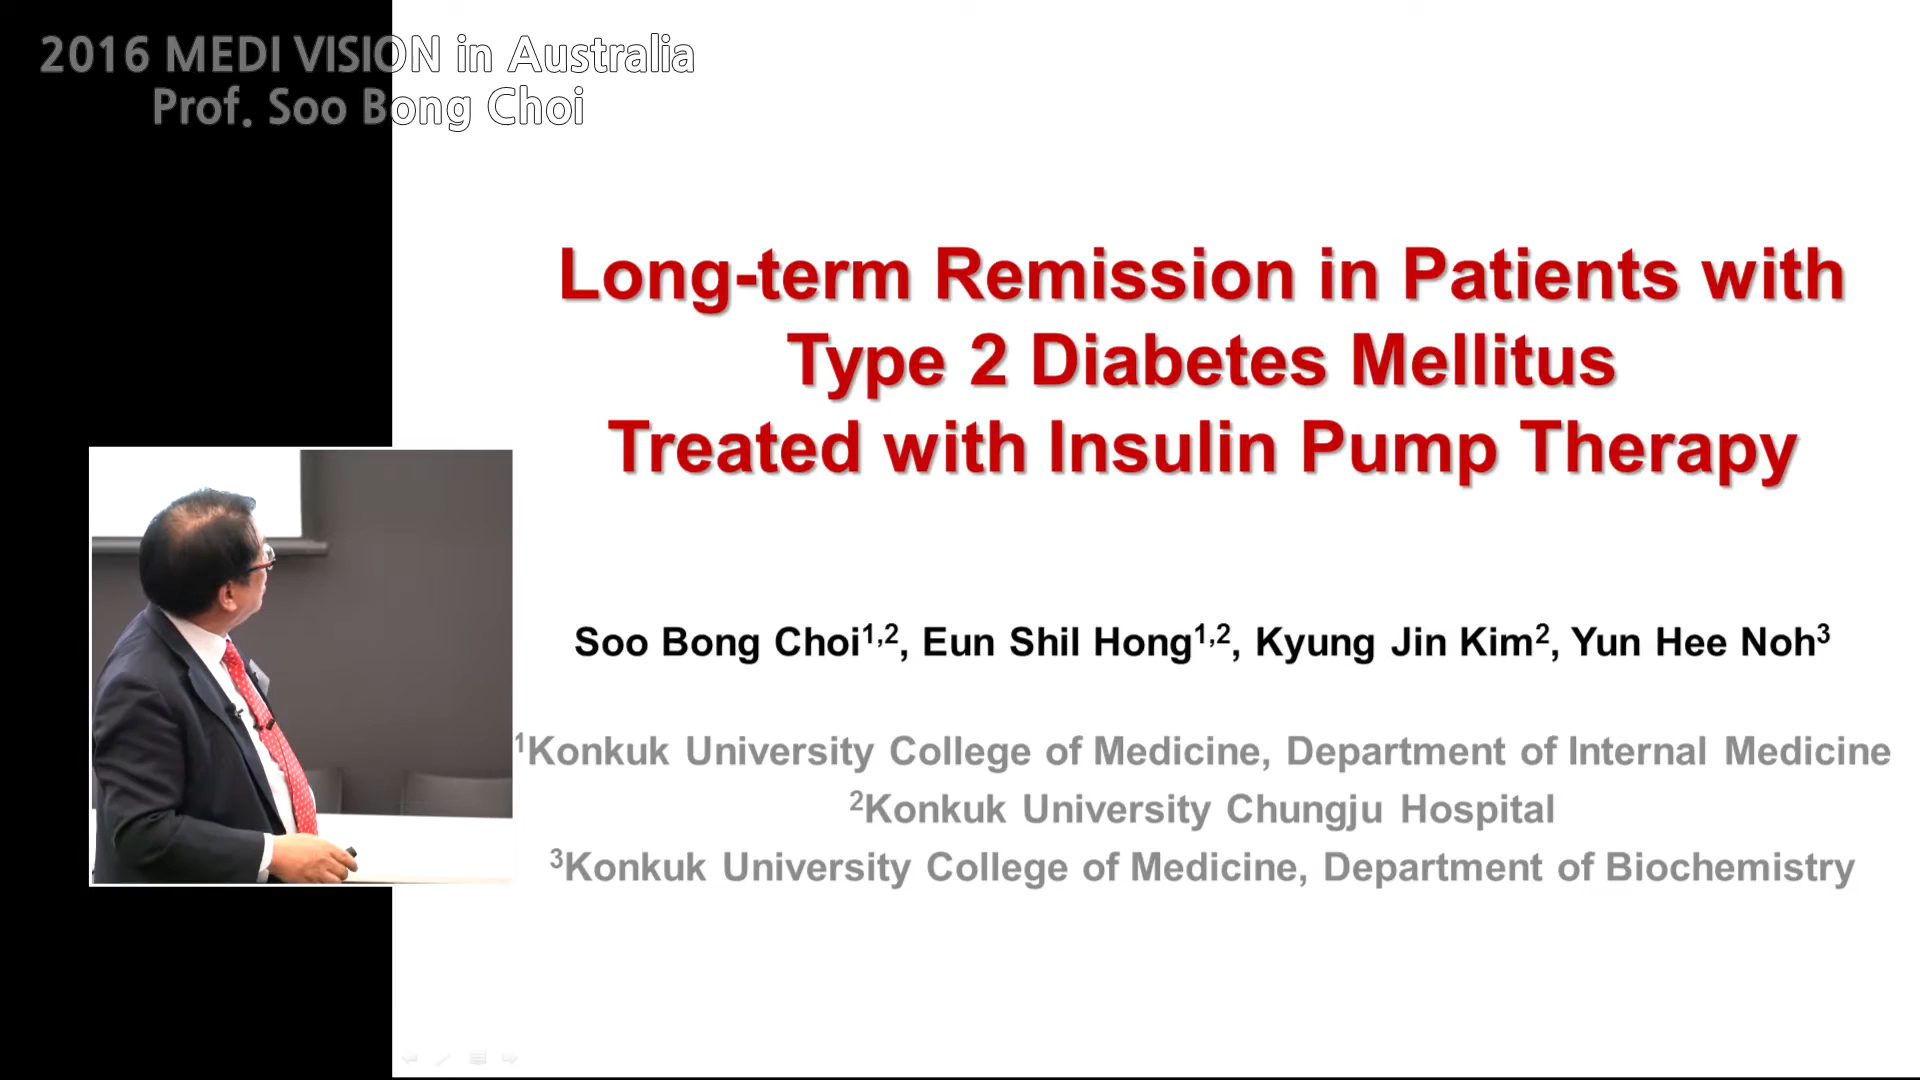 2016 MEDI VISION in Australia
Prof. Soo Bong Choi
Long-term Remission in Patients with
Type 2 Diabetes Mellitus
Treated with Insulin Pump Therapy
Soo Bong Choi1,2, Eun Shil Hong1,2, Kyung Jin Kim2, Yun Hee Noh3
1Konkuk University College of Medicine, Department of Internal Medicine
2Konkuk University Chungju Hospital
3Konkuk University College of Medicine, Department of Biochemistry